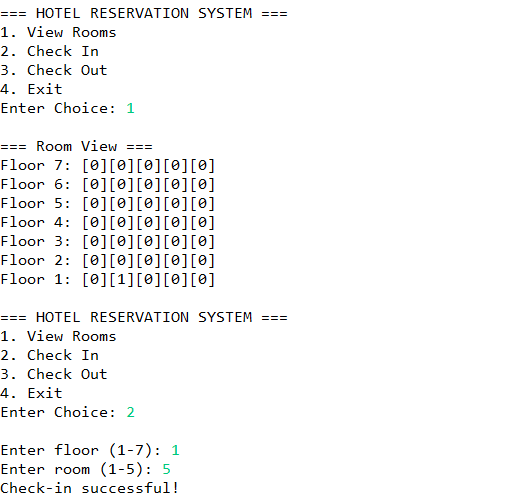 === HOTEL RESERVATION SYSTEM ===
1. View Rooms
2. Check In
3. Check Out
4. Exit
Enter Choice: 1
=== Room View ===
Floor 7: [0][0][0][0][0]
Floor 6: [0][0][0][0][0]
Floor 5: [0][0][0][0][0]
Floor 4: [0][0][0][0][0]
Floor 3: [0][0][0][0][0]
Floor 2: [0][0][0][0][0]
Floor 1: [0][1][0][0][0]
=== HOTEL RESERVATION SYSTEM ===
1. View Rooms
2. Check In
3. Check Out
4. Exit
Enter Choice: 2
Enter floor (1-7): 1
Enter room (1-5): 5
Check-in successful!